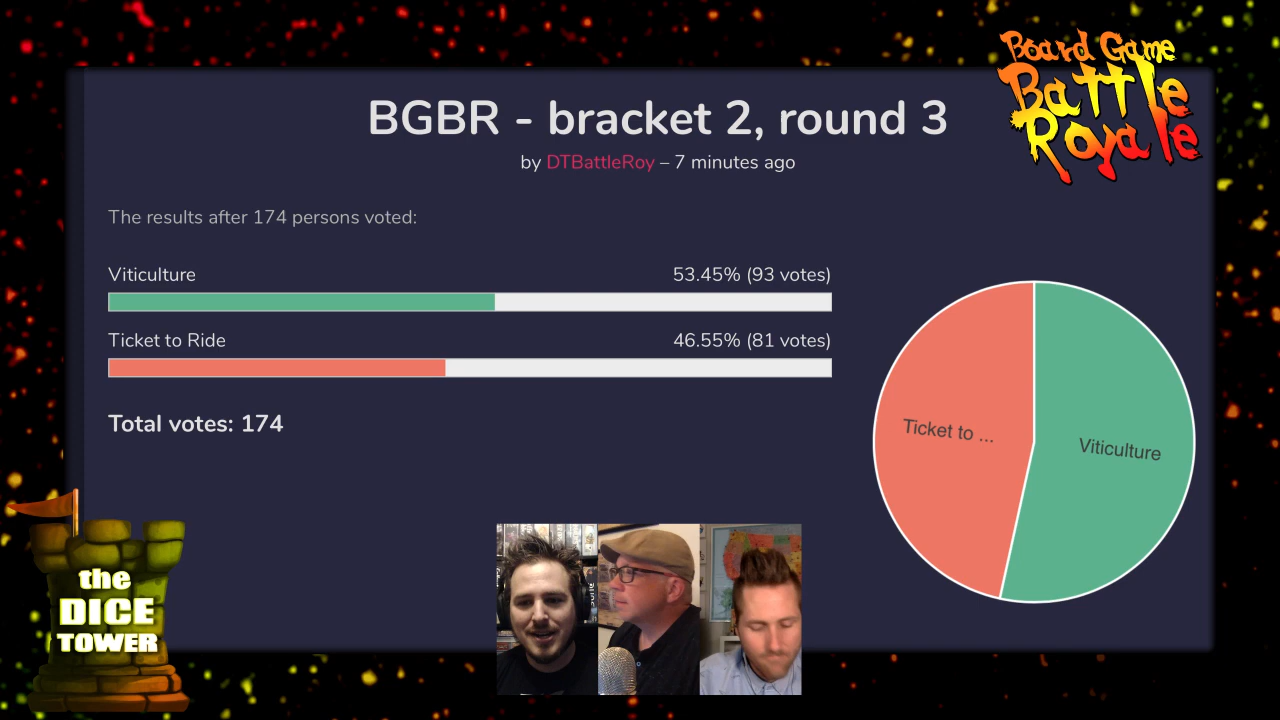 Board Game
Battle
Royale
BGBR - bracket 2, round 3
by DTBattleRoy – 7 minutes ago
The results after 174 persons voted:
Viticulture 53.45% (93 votes)
Ticket to Ride 46.55% (81 votes)
Total votes: 174
Ticket to ...
Viticulture
the
DICE
TOWER